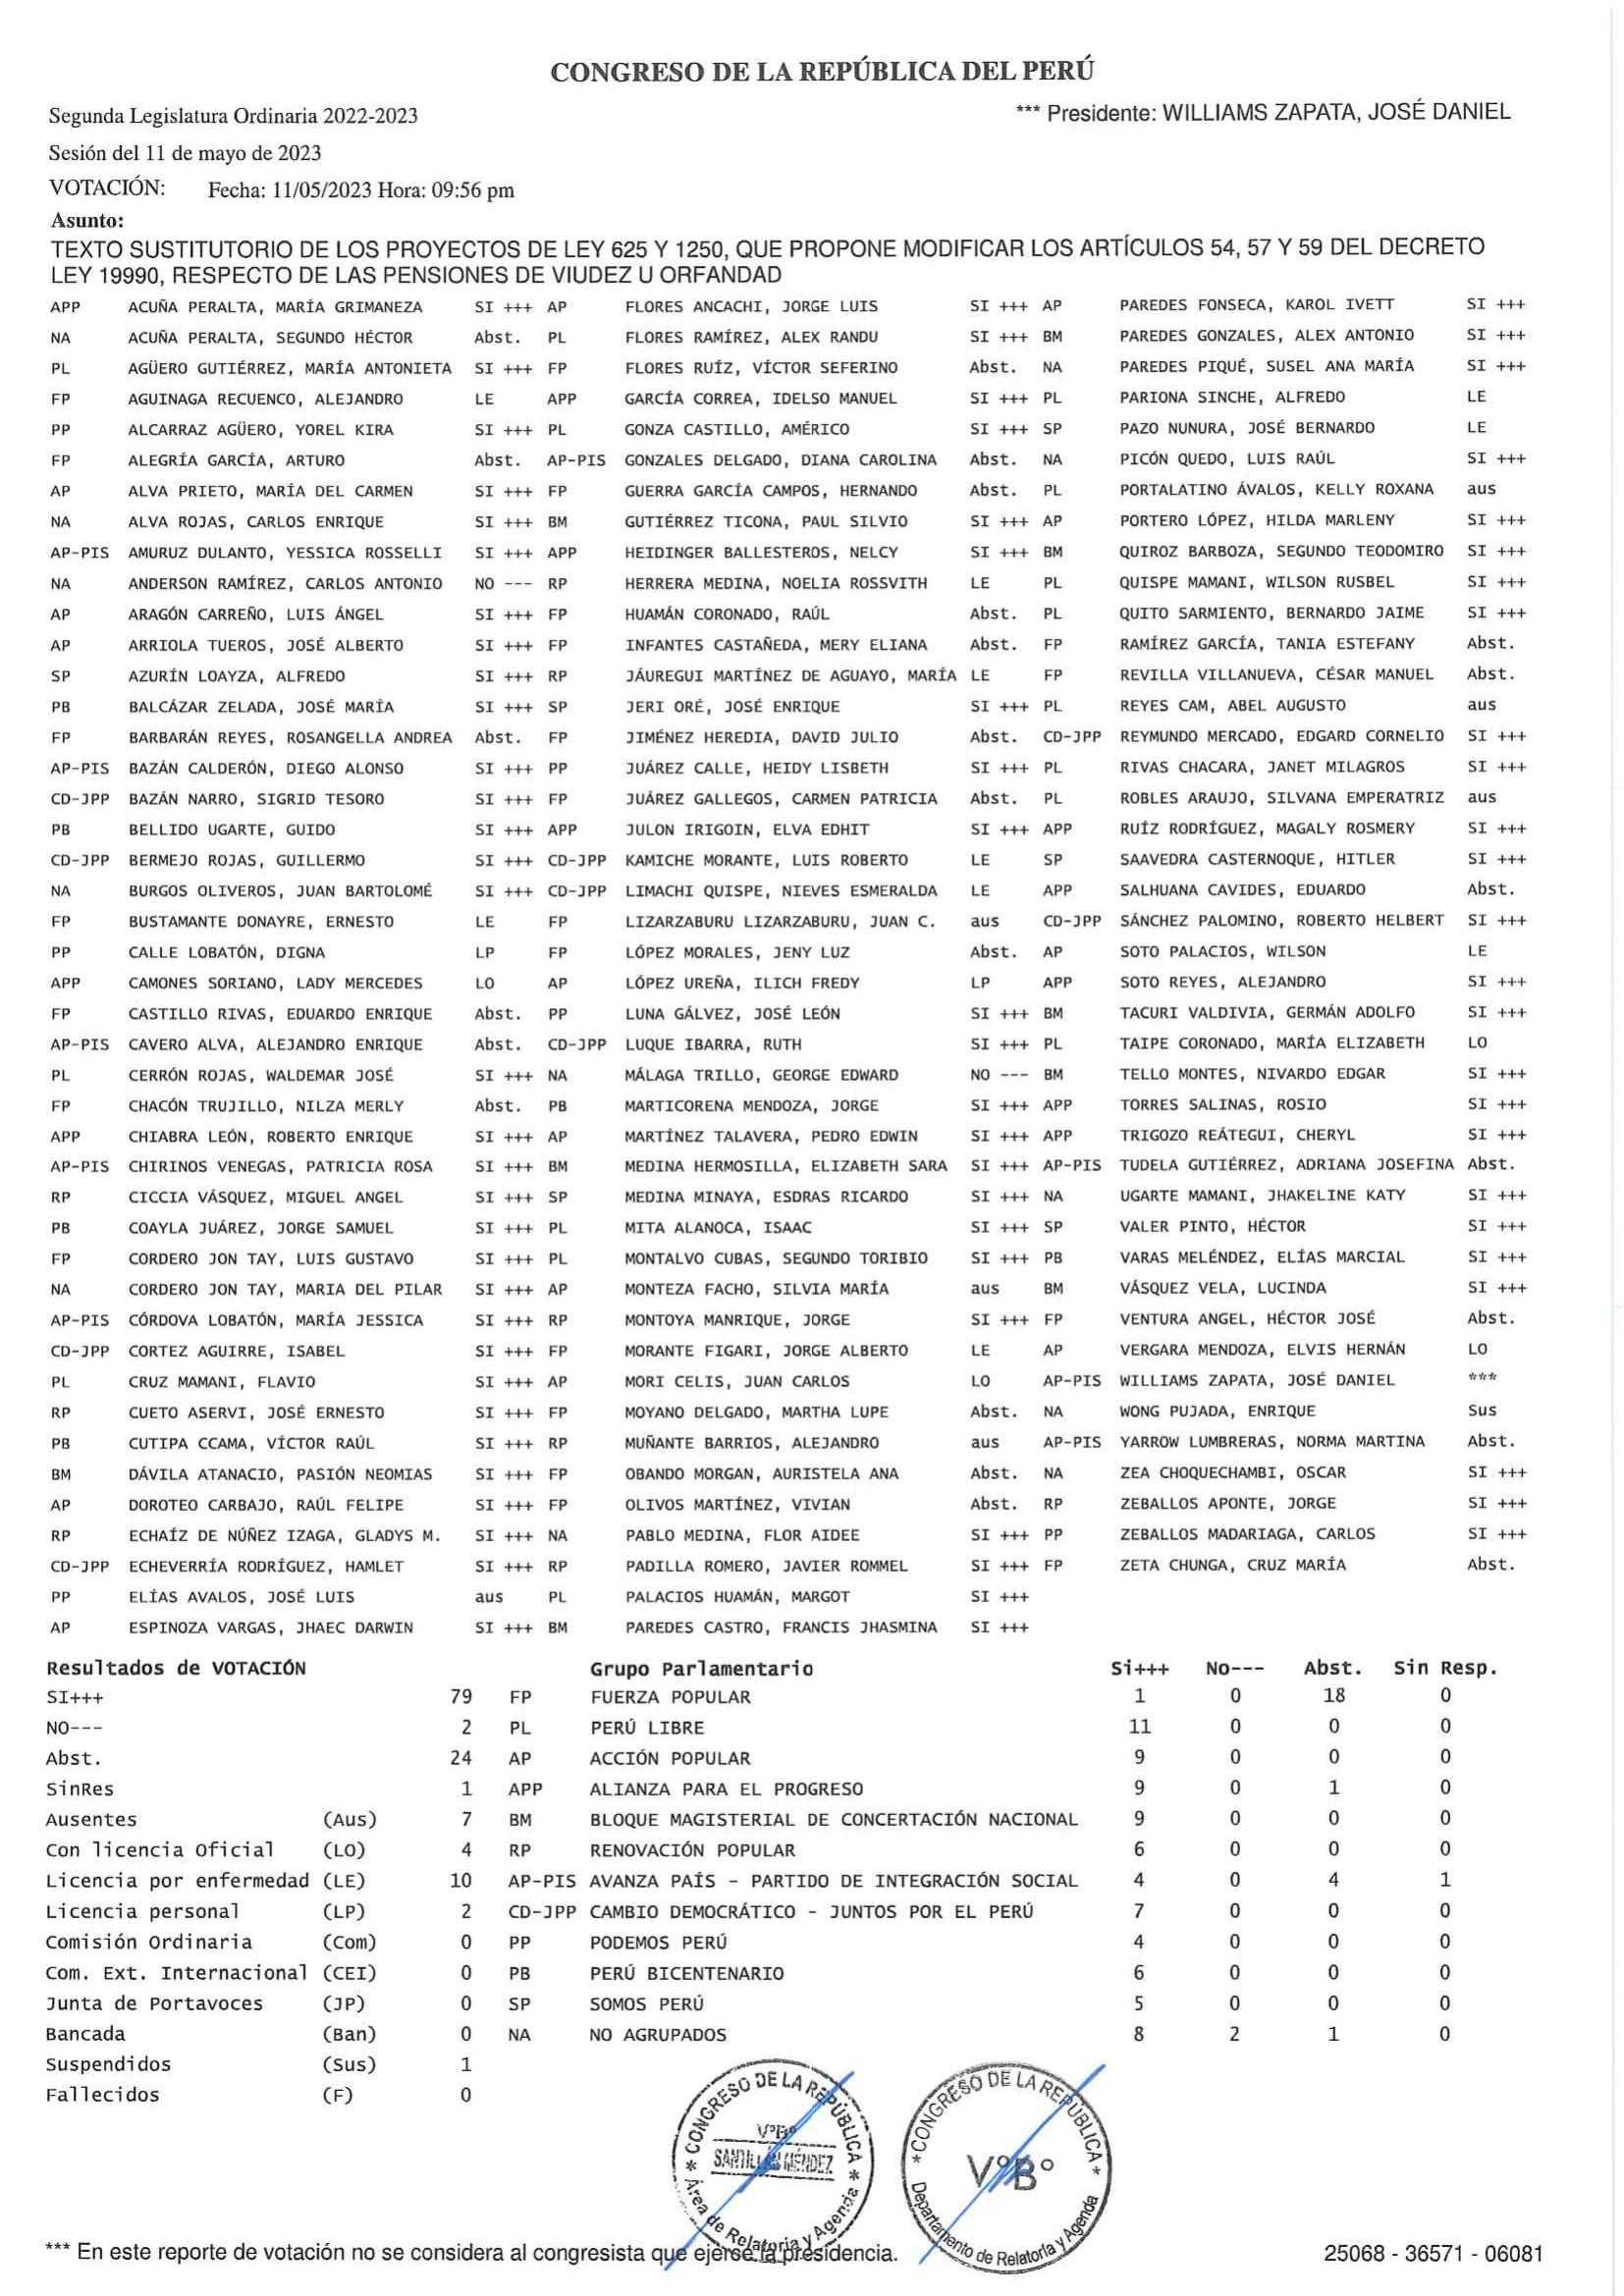 CONGRESO DE LA REPÚBLICA DEL PERÚ
Segunda Legislatura Ordinaria 2022-2023
*** Presidente: WILLIAMS ZAPATA, JOSÉ DANIEL
Sesión del 11 de mayo de 2023
VOTACIÓN: Fecha: 11/05/2023 Hora: 09:56 pm
Asunto:
TEXTO SUSTITUTORIO DE LOS PROYECTOS DE LEY 625 Y 1250, QUE PROPONE MODIFICAR LOS ARTÍCULOS 54, 57 Y 59 DEL DECRETO
LEY 19990, RESPECTO DE LAS PENSIONES DE VIUDEZ U ORFANDAD
APP ACUÑA PERALTA, MARÍA GRIMANEZA SI +++ AP FLORES ANCACHI, JORGE LUIS SI +++ AP PAREDES FONSECA, KAROL IVETT SI +++
NA ACUÑA PERALTA, SEGUNDO HÉCTOR Abst. PL FLORES RAMÍREZ, ALEX RANDU SI +++ BM PAREDES GONZALES, ALEX ANTONIO SI +++
PL AGÜERO GUTIÉRREZ, MARÍA ANTONIETA SI +++ FP FLORES RUÍZ, VÍCTOR SEFERINO Abst. NA PAREDES PIQUÉ, SUSEL ANA MARÍA SI +++
FP AGUINAGA RECUENCO, ALEJANDRO LE APP GARCÍA CORREA, IDELSO MANUEL SI +++ PL PARIONA SINCHE, ALFREDO LE
PP ALCARRAZ AGÜERO, YOREL KIRA SI +++ PL GONZA CASTILLO, AMÉRICO SI +++ SP PAZO NUNURA, JOSÉ BERNARDO LE
FP ALEGRÍA GARCÍA, ARTURO Abst. AP-PIS GONZALES DELGADO, DIANA CAROLINA Abst. NA PICÓN QUEDO, LUIS RAÚL SI +++
AP ALVA PRIETO, MARÍA DEL CARMEN SI +++ FP GUERRA GARCÍA CAMPOS, HERNANDO Abst. PL PORTALATINO ÁVALOS, KELLY ROXANA aus
NA ALVA ROJAS, CARLOS ENRIQUE SI +++ BM GUTIÉRREZ TICONA, PAUL SILVIO SI +++ AP PORTERO LÓPEZ, HILDA MARLENY SI +++
AP-PIS AMURUZ DULANTO, YESSICA ROSSELLI SI +++ APP HEIDINGER BALLESTEROS, NELCY SI +++ BM QUIROZ BARBOZA, SEGUNDO TEODOMIRO SI +++
NA ANDERSON RAMÍREZ, CARLOS ANTONIO NO --- RP HERRERA MEDINA, NOELIA ROSSVITH LE PL QUISPE MAMANI, WILSON RUSBEL SI +++
AP ARAGÓN CARREÑO, LUIS ÁNGEL SI +++ FP HUAMÁN CORONADO, RAÚL Abst. PL QUITO SARMIENTO, BERNARDO JAIME SI +++
AP ARRIOLA TUEROS, JOSÉ ALBERTO SI +++ FP INFANTES CASTAÑEDA, MERY ELIANA Abst. FP RAMÍREZ GARCÍA, TANIA ESTEFANY Abst.
SP AZURÍN LOAYZA, ALFREDO SI +++ RP JÁUREGUI MARTÍNEZ DE AGUAYO, MARÍA LE FP REVILLA VILLANUEVA, CÉSAR MANUEL Abst.
PB BALCÁZAR ZELADA, JOSÉ MARÍA SI +++ SP JERI ORÉ, JOSÉ ENRIQUE SI +++ PL REYES CAM, ABEL AUGUSTO aus
FP BARBARÁN REYES, ROSANGELLA ANDREA Abst. FP JIMÉNEZ HEREDIA, DAVID JULIO Abst. CD-JPP REYMUNDO MERCADO, EDGARD CORNELIO SI +++
AP-PIS BAZÁN CALDERÓN, DIEGO ALONSO SI +++ PP JUÁREZ CALLE, HEIDY LISBETH SI +++ PL RIVAS CHACARA, JANET MILAGROS SI +++
CD-JPP BAZÁN NARRO, SIGRID TESORO SI +++ FP JUÁREZ GALLEGOS, CARMEN PATRICIA Abst. PL ROBLES ARAUJO, SILVANA EMPERATRIZ aus
PB BELLIDO UGARTE, GUIDO SI +++ APP JULON IRIGOIN, ELVA EDHIT SI +++ APP RUÍZ RODRÍGUEZ, MAGALY ROSMERY SI +++
CD-JPP BERMEJO ROJAS, GUILLERMO SI +++ CD-JPP KAMICHE MORANTE, LUIS ROBERTO LE SP SAAVEDRA CASTERNOQUE, HITLER SI +++
NA BURGOS OLIVEROS, JUAN BARTOLOMÉ SI +++ CD-JPP LIMACHI QUISPE, NIEVES ESMERALDA LE APP SALHUANA CAVIDES, EDUARDO Abst.
FP BUSTAMANTE DONAYRE, ERNESTO LE FP LIZARZABURU LIZARZABURU, JUAN C. aus CD-JPP SÁNCHEZ PALOMINO, ROBERTO HELBERT SI +++
PP CALLE LOBATÓN, DIGNA LP FP LÓPEZ MORALES, JENY LUZ Abst. AP SOTO PALACIOS, WILSON LE
APP CAMONES SORIANO, LADY MERCEDES LO AP LÓPEZ UREÑA, ILICH FREDY LP APP SOTO REYES, ALEJANDRO SI +++
FP CASTILLO RIVAS, EDUARDO ENRIQUE Abst. PP LUNA GÁLVEZ, JOSÉ LEÓN SI +++ BM TACURI VALDIVIA, GERMÁN ADOLFO SI +++
AP-PIS CAVERO ALVA, ALEJANDRO ENRIQUE Abst. CD-JPP LUQUE IBARRA, RUTH SI +++ PL TAIPE CORONADO, MARÍA ELIZABETH LO
PL CERRÓN ROJAS, WALDEMAR JOSÉ SI +++ NA MÁLAGA TRILLO, GEORGE EDWARD NO --- BM TELLO MONTES, NIVARDO EDGAR SI +++
FP CHACÓN TRUJILLO, NILZA MERLY Abst. PB MARTICORENA MENDOZA, JORGE SI +++ APP TORRES SALINAS, ROSIO SI +++
APP CHIABRA LEÓN, ROBERTO ENRIQUE SI +++ AP MARTÍNEZ TALAVERA, PEDRO EDWIN SI +++ APP TRIGOZO REÁTEGUI, CHERYL SI +++
AP-PIS CHIRINOS VENEGAS, PATRICIA ROSA SI +++ BM MEDINA HERMOSILLA, ELIZABETH SARA SI +++ AP-PIS TUDELA GUTIÉRREZ, ADRIANA JOSEFINA Abst.
RP CICCIA VÁSQUEZ, MIGUEL ANGEL SI +++ SP MEDINA MINAYA, ESDRAS RICARDO SI +++ NA UGARTE MAMANI, JHAKELINE KATY SI +++
PB COAYLA JUÁREZ, JORGE SAMUEL SI +++ PL MITA ALANOCA, ISAAC SI +++ SP VALER PINTO, HÉCTOR SI +++
FP CORDERO JON TAY, LUIS GUSTAVO SI +++ PL MONTALVO CUBAS, SEGUNDO TORIBIO SI +++ PB VARAS MELÉNDEZ, ELÍAS MARCIAL SI +++
NA CORDERO JON TAY, MARIA DEL PILAR SI +++ AP MONTEZA FACHO, SILVIA MARÍA aus BM VÁSQUEZ VELA, LUCINDA SI +++
AP-PIS CÓRDOVA LOBATÓN, MARÍA JESSICA SI +++ RP MONTOYA MANRIQUE, JORGE SI +++ FP VENTURA ANGEL, HÉCTOR JOSÉ Abst.
CD-JPP CORTEZ AGUIRRE, ISABEL SI +++ FP MORANTE FIGARI, JORGE ALBERTO LE AP VERGARA MENDOZA, ELVIS HERNÁN LO
PL CRUZ MAMANI, FLAVIO SI +++ AP MORI CELIS, JUAN CARLOS LO AP-PIS WILLIAMS ZAPATA, JOSÉ DANIEL ***
RP CUETO ASERVI, JOSÉ ERNESTO SI +++ FP MOYANO DELGADO, MARTHA LUPE Abst. NA WONG PUJADA, ENRIQUE Sus
PB CUTIPA CCAMA, VÍCTOR RAÚL SI +++ RP MUÑANTE BARRIOS, ALEJANDRO aus AP-PIS YARROW LUMBRERAS, NORMA MARTINA Abst.
BM DÁVILA ATANACIO, PASIÓN NEOMIAS SI +++ FP OBANDO MORGAN, AURISTELA ANA Abst. NA ZEA CHOQUECHAMBI, OSCAR SI +++
AP DOROTEO CARBAJO, RAÚL FELIPE SI +++ FP OLIVOS MARTÍNEZ, VIVIAN Abst. RP ZEBALLOS APONTE, JORGE SI +++
RP ECHAÍZ DE NÚÑEZ IZAGA, GLADYS M. SI +++ NA PABLO MEDINA, FLOR AIDEE SI +++ PP ZEBALLOS MADARIAGA, CARLOS SI +++
CD-JPP ECHEVERRÍA RODRÍGUEZ, HAMLET SI +++ RP PADILLA ROMERO, JAVIER ROMMEL SI +++ FP ZETA CHUNGA, CRUZ MARÍA Abst.
PP ELÍAS AVALOS, JOSÉ LUIS aus PL PALACIOS HUAMÁN, MARGOT SI +++
AP ESPINOZA VARGAS, JHAEC DARWIN SI +++ BM PAREDES CASTRO, FRANCIS JHASMINA SI +++
Resultados de VOTACIÓN Grupo Parlamentario Si+++ No--- Abst. Sin Resp.
SI+++ 79 FP FUERZA POPULAR 1 0 18 0
NO--- 2 PL PERÚ LIBRE 11 0 0 0
Abst. 24 AP ACCIÓN POPULAR 9 0 0 0
SinRes 1 APP ALIANZA PARA EL PROGRESO 9 0 1 0
Ausentes (Aus) 7 BM BLOQUE MAGISTERIAL DE CONCERTACIÓN NACIONAL 9 0 0 0
Con licencia Oficial (LO) 4 RP RENOVACIÓN POPULAR 6 0 0 0
Licencia por enfermedad (LE) 10 AP-PIS AVANZA PAÍS - PARTIDO DE INTEGRACIÓN SOCIAL 4 0 4 1
Licencia personal (LP) 2 CD-JPP CAMBIO DEMOCRÁTICO - JUNTOS POR EL PERÚ 7 0 0 0
Comisión Ordinaria (Com) 0 PP PODEMOS PERÚ 4 0 0 0
Com. Ext. Internacional (CEI) 0 PB PERÚ BICENTENARIO 6 0 0 0
Junta de Portavoces (JP) 0 SP SOMOS PERÚ 5 0 0 0
Bancada (Ban) 0 NA NO AGRUPADOS 8 2 1 0
Suspendidos (Sus) 1
Fallecidos (F) 0
* CONGRESO DE LA REPÚBLICA *
V°B°
SANTILLÁN MÉNDEZ
Área de Relatoría y Agenda
* CONGRESO DE LA REPÚBLICA *
V°B°
Departamento de Relatoría y Agenda
*** En este reporte de votación no se considera al congresista que ejerce la presidencia.
25068 - 36571 - 06081